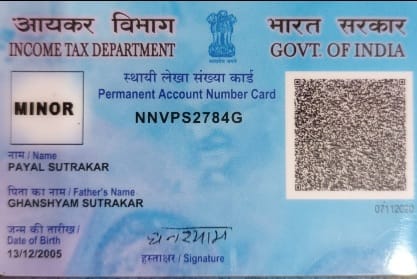 आयकर विभाग
INCOME TAX DEPARTMENT
भारत सरकार
GOVT. OF INDIA
स्थायी लेखा संख्या कार्ड
Permanent Account Number Card
NNVPS2784G
MINOR
नाम / Name
PAYAL SUTRAKAR
पिता का नाम / Father's Name
GHANSHYAM SUTRAKAR
जन्म की तारीख /
Date of Birth
13/12/2005
घनश्याम
हस्ताक्षर / Signature
07112020